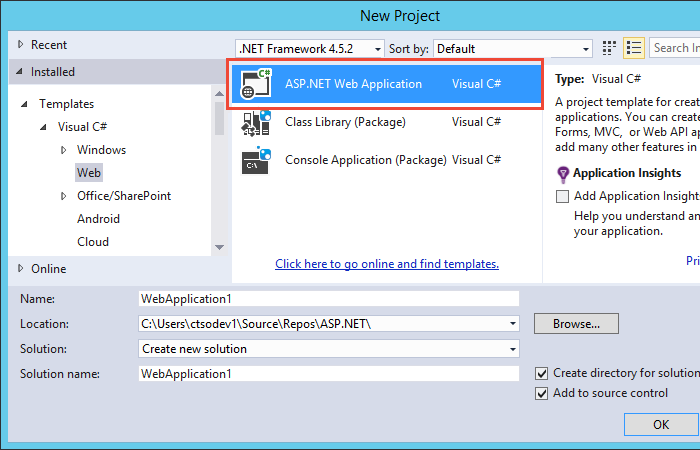 New Project
Recent
Installed
Templates
Visual C#
Windows
Web
Office/SharePoint
Android
Cloud
Online
.NET Framework 4.5.2
Sort by: Default
Search Inst
C# ASP.NET Web Application Visual C#
Class Library (Package) Visual C#
C:\ Console Application (Package) Visual C#
Click here to go online and find templates.
Type: Visual C#
A project template for crea
applications. You can create
Forms, MVC, or Web API ap
add many other features in
Application Insights
Add Application Insights
Help you understand an
your application.
Pri
Name: WebApplication1
Location: C:\Users\ctsodev1\Source\Repos\ASP.NET\
Browse...
Solution: Create new solution
Solution name: WebApplication1
Create directory for solution
Add to source control
OK